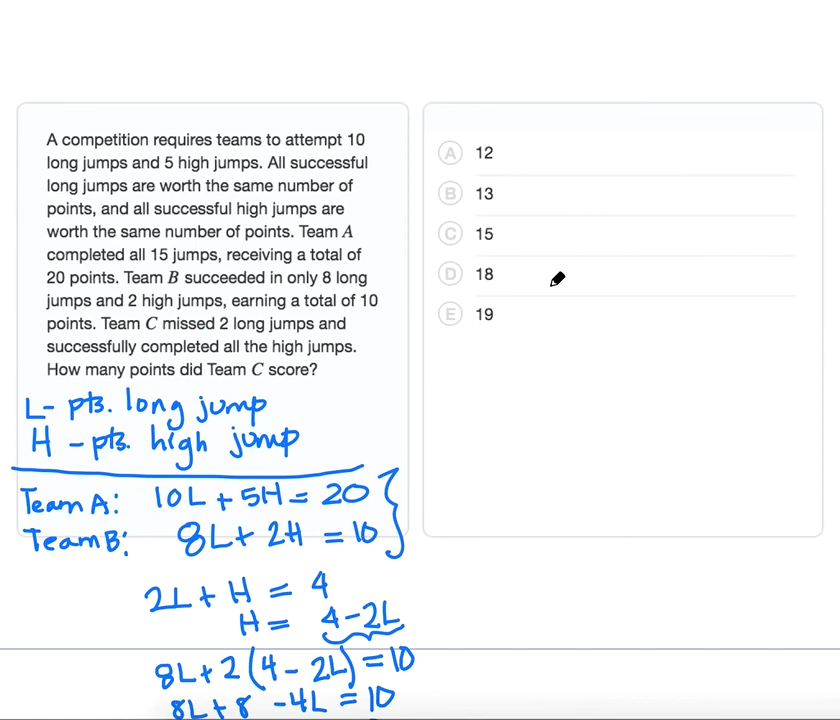 A competition requires teams to attempt 10
long jumps and 5 high jumps. All successful
long jumps are worth the same number of
points, and all successful high jumps are
worth the same number of points. Team A
completed all 15 jumps, receiving a total of
20 points. Team B succeeded in only 8 long
jumps and 2 high jumps, earning a total of 10
points. Team C missed 2 long jumps and
successfully completed all the high jumps.
How many points did Team C score?
L- pts. long jump
H - pts. high jump
Team A: 10L + 5H = 20
Team B: 8L + 2H = 10
2L + H = 4
H = 4-2L
8L + 2(4 - 2L) = 10
8L + 8 - 4L = 10
A 12
B 13
C 15
D 18
E 19